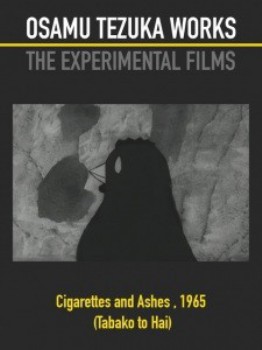 OSAMU TEZUKA WORKS
THE EXPERIMENTAL FILMS
Cigarettes and Ashes , 1965
(Tabako to Hai)